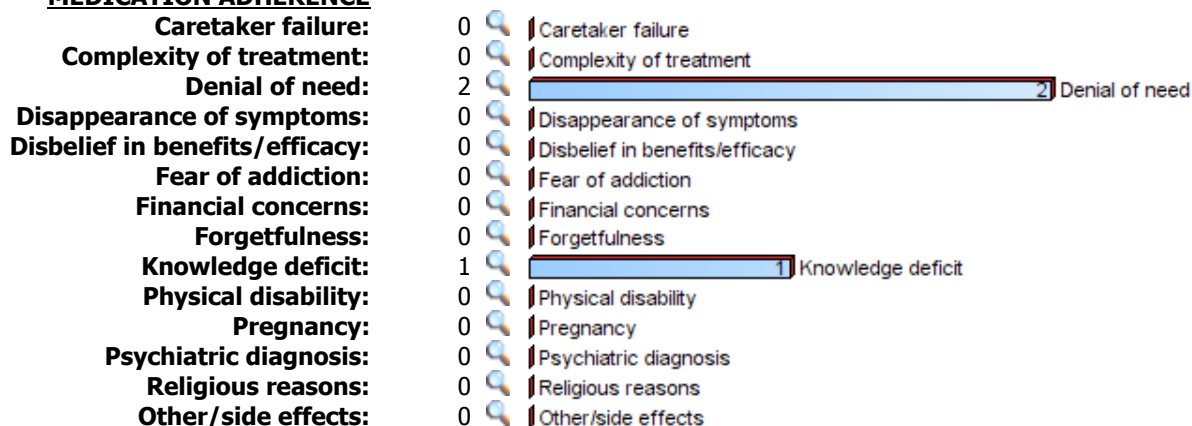 MEDICATION ADHERENCE
Caretaker failure: 0 Caretaker failure
Complexity of treatment: 0 Complexity of treatment
Denial of need: 2 2 Denial of need
Disappearance of symptoms: 0 Disappearance of symptoms
Disbelief in benefits/efficacy: 0 Disbelief in benefits/efficacy
Fear of addiction: 0 Fear of addiction
Financial concerns: 0 Financial concerns
Forgetfulness: 0 Forgetfulness
Knowledge deficit: 1 1 Knowledge deficit
Physical disability: 0 Physical disability
Pregnancy: 0 Pregnancy
Psychiatric diagnosis: 0 Psychiatric diagnosis
Religious reasons: 0 Religious reasons
Other/side effects: 0 Other/side effects